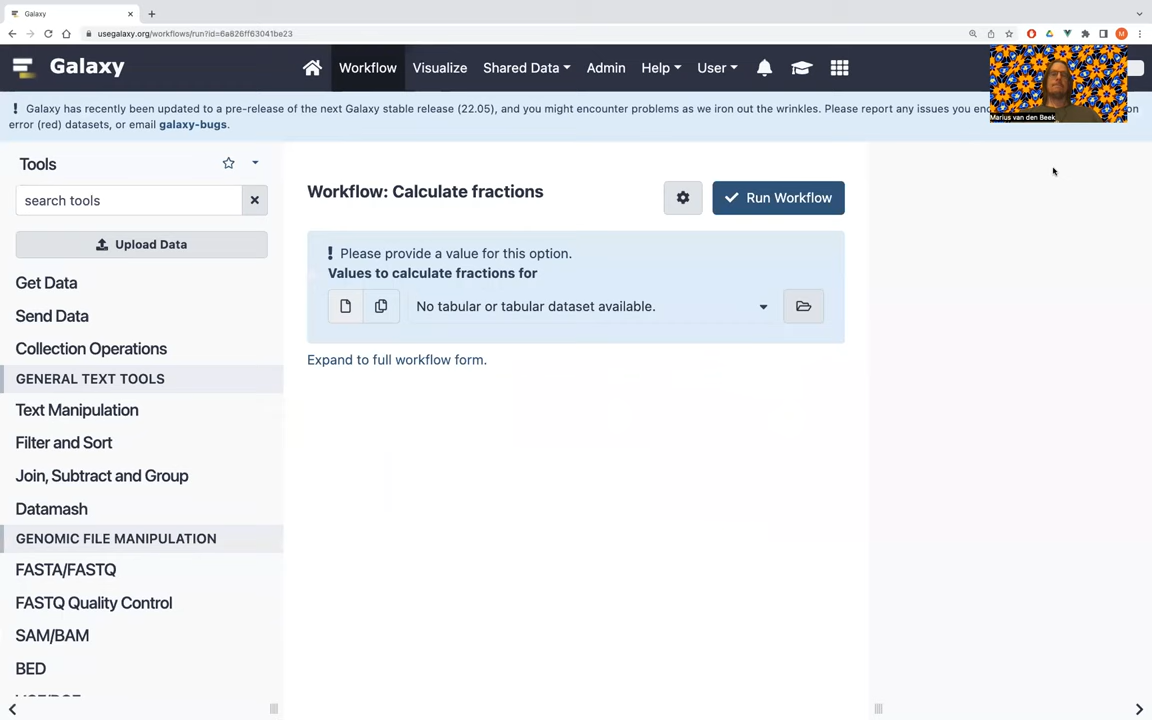 Galaxy
usegalaxy.org/workflows/run?id=6a826ff63041be23
M
Galaxy
Workflow
Visualize
Shared Data
Admin
Help
User
Marius van den Beek
! Galaxy has recently been updated to a pre-release of the next Galaxy stable release (22.05), and you might encounter problems as we iron out the wrinkles. Please report any issues you
error (red) datasets, or email galaxy-bugs.
Tools
search tools
Upload Data
Get Data
Send Data
Collection Operations
GENERAL TEXT TOOLS
Text Manipulation
Filter and Sort
Join, Subtract and Group
Datamash
GENOMIC FILE MANIPULATION
FASTA/FASTQ
FASTQ Quality Control
SAM/BAM
BED
Workflow: Calculate fractions
Run Workflow
! Please provide a value for this option.
Values to calculate fractions for
No tabular or tabular dataset available.
Expand to full workflow form.